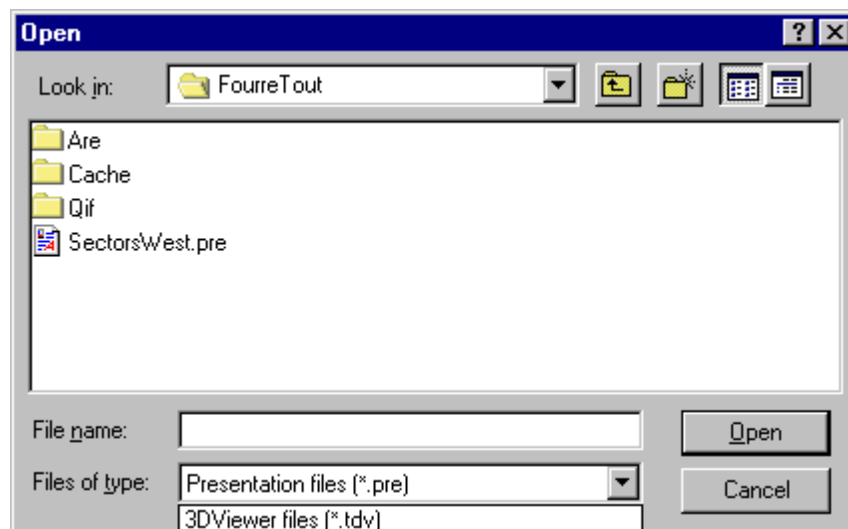 Open
Look in: FourreTout
Are
Cache
Qif
SectorsWest.pre
File name: Open
Files of type: Presentation files (*.pre) Cancel
3DViewer files (*.tdv)